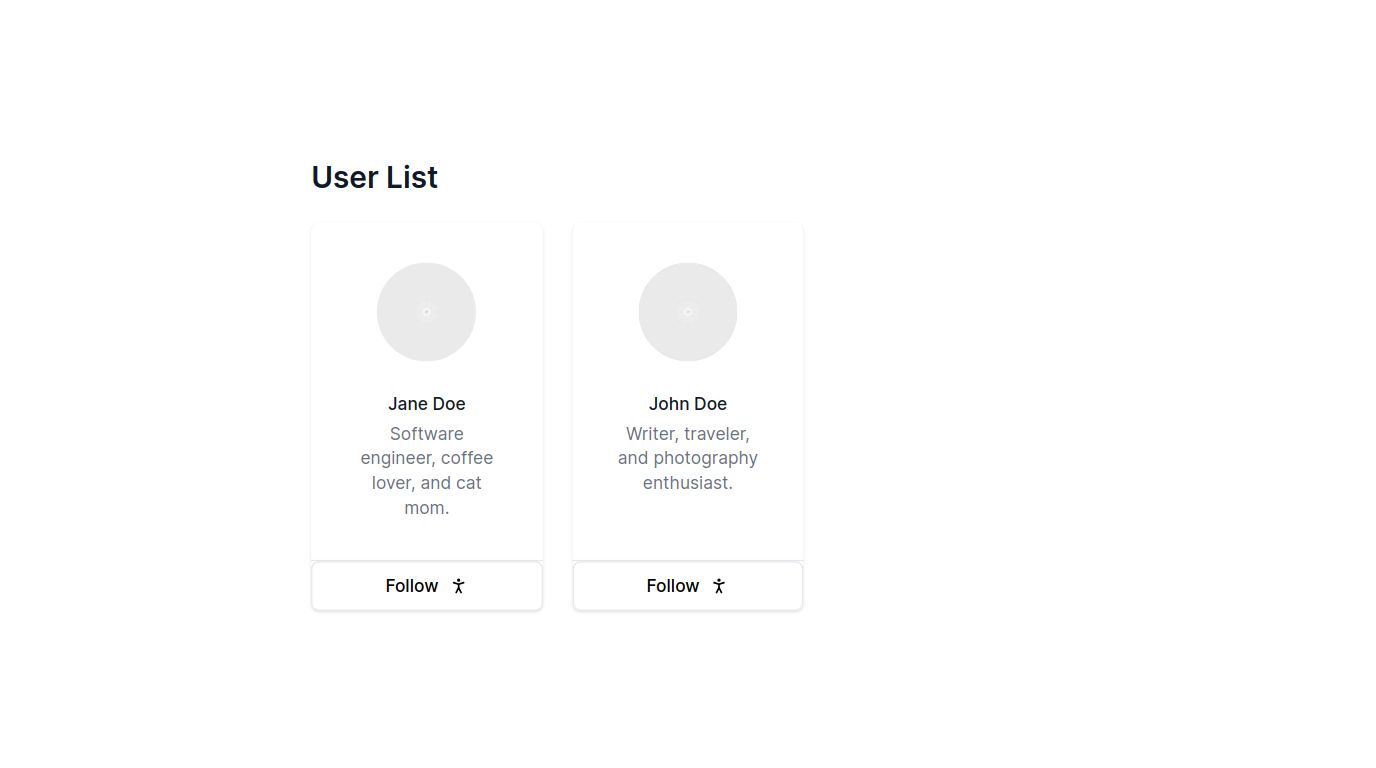 User List
Jane Doe
Software
engineer, coffee
lover, and cat
mom.
Follow
John Doe
Writer, traveler,
and photography
enthusiast.
Follow